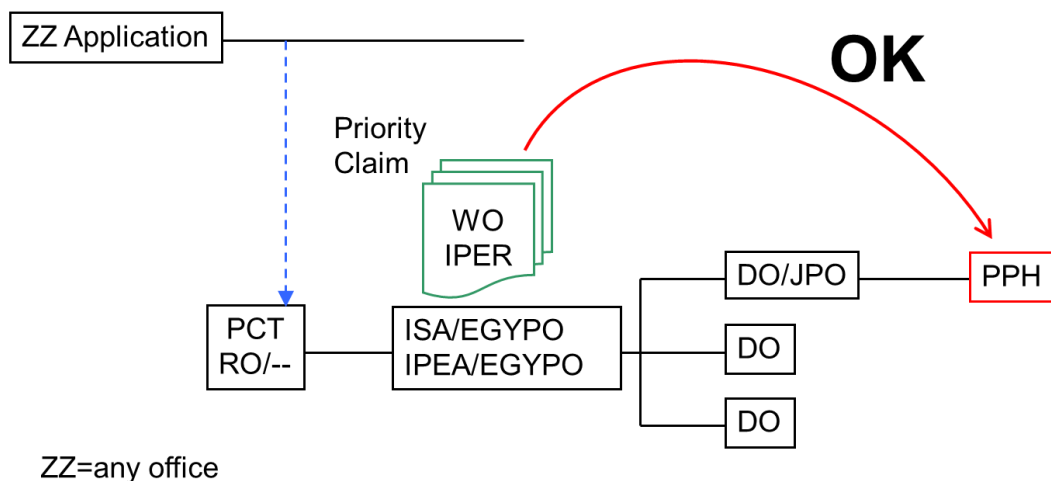 ZZ Application
OK
Priority
Claim
WO
IPER
PCT
RO/--
ISA/EGYPO
IPEA/EGYPO
DO/JPO
PPH
DO
DO
ZZ=any office